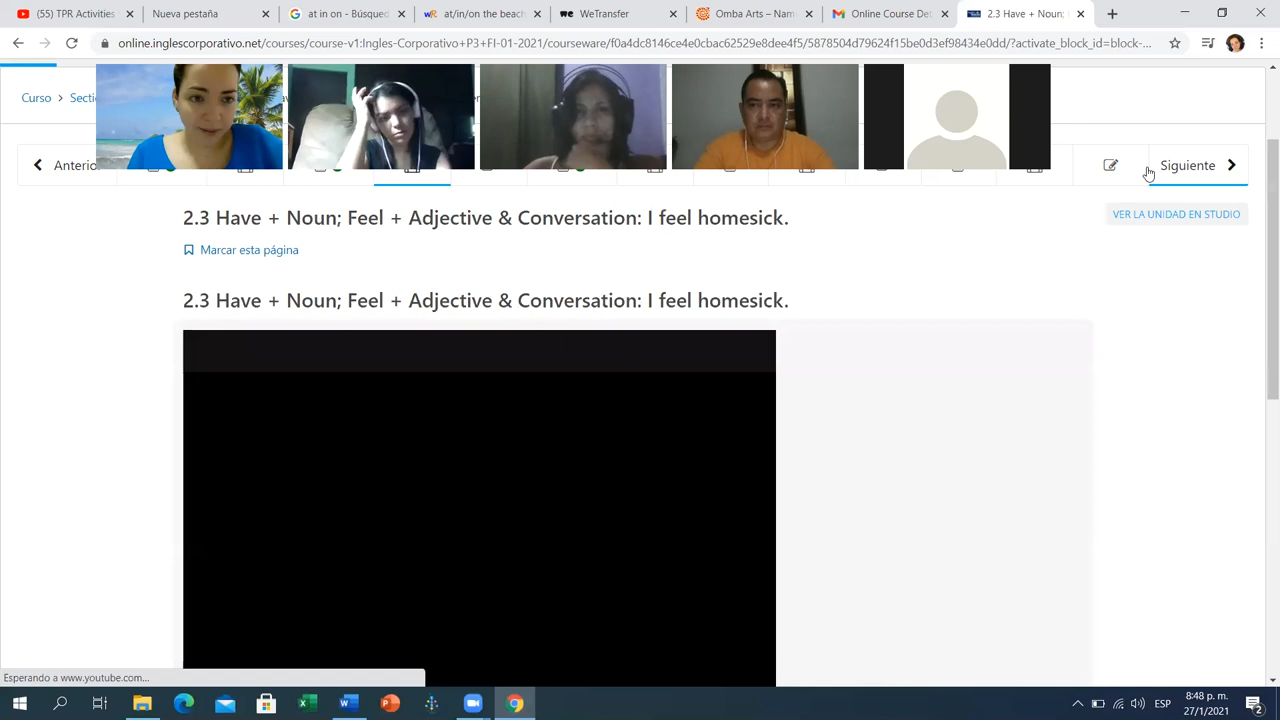 (55) TPR Activities
Nueva pestaña
at in on - Búsqued
at/in/on the beach
WeTransfer
Omba Arts – Nam
Online Course Det
2.3 Have + Noun;
online.inglescorporativo.net/courses/course-v1:Ingles-Corporativo+P3+FI-01-2021/courseware/f0a4dc8146ce4e0cbac62529e8dee4f5/5878504d79624f15be0d3ef98434e0dd/?activate_block_id=block-...
Curso > Secti
Anterio
Siguiente
2.3 Have + Noun; Feel + Adjective & Conversation: I feel homesick.
VER LA UNIDAD EN STUDIO
Marcar esta página
2.3 Have + Noun; Feel + Adjective & Conversation: I feel homesick.
Esperando a www.youtube.com...
ESP
8:48 p. m.
27/1/2021
2